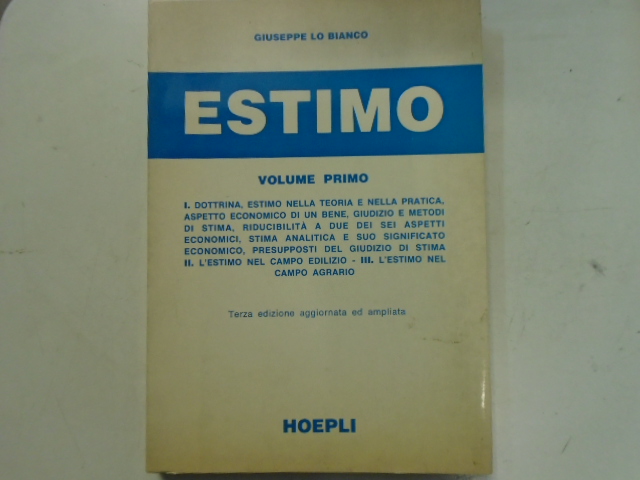 GIUSEPPE LO BIANCO
ESTIMO
VOLUME PRIMO
I. DOTTRINA, ESTIMO NELLA TEORIA E NELLA PRATICA,
ASPETTO ECONOMICO DI UN BENE, GIUDIZIO E METODI
DI STIMA, RIDUCIBILITÀ A DUE DEI SEI ASPETTI
ECONOMICI, STIMA ANALITICA E SUO SIGNIFICATO
ECONOMICO, PRESUPPOSTI DEL GIUDIZIO DI STIMA
II. L'ESTIMO NEL CAMPO EDILIZIO - III. L'ESTIMO NEL
CAMPO AGRARIO
Terza edizione aggiornata ed ampliata
HOEPLI